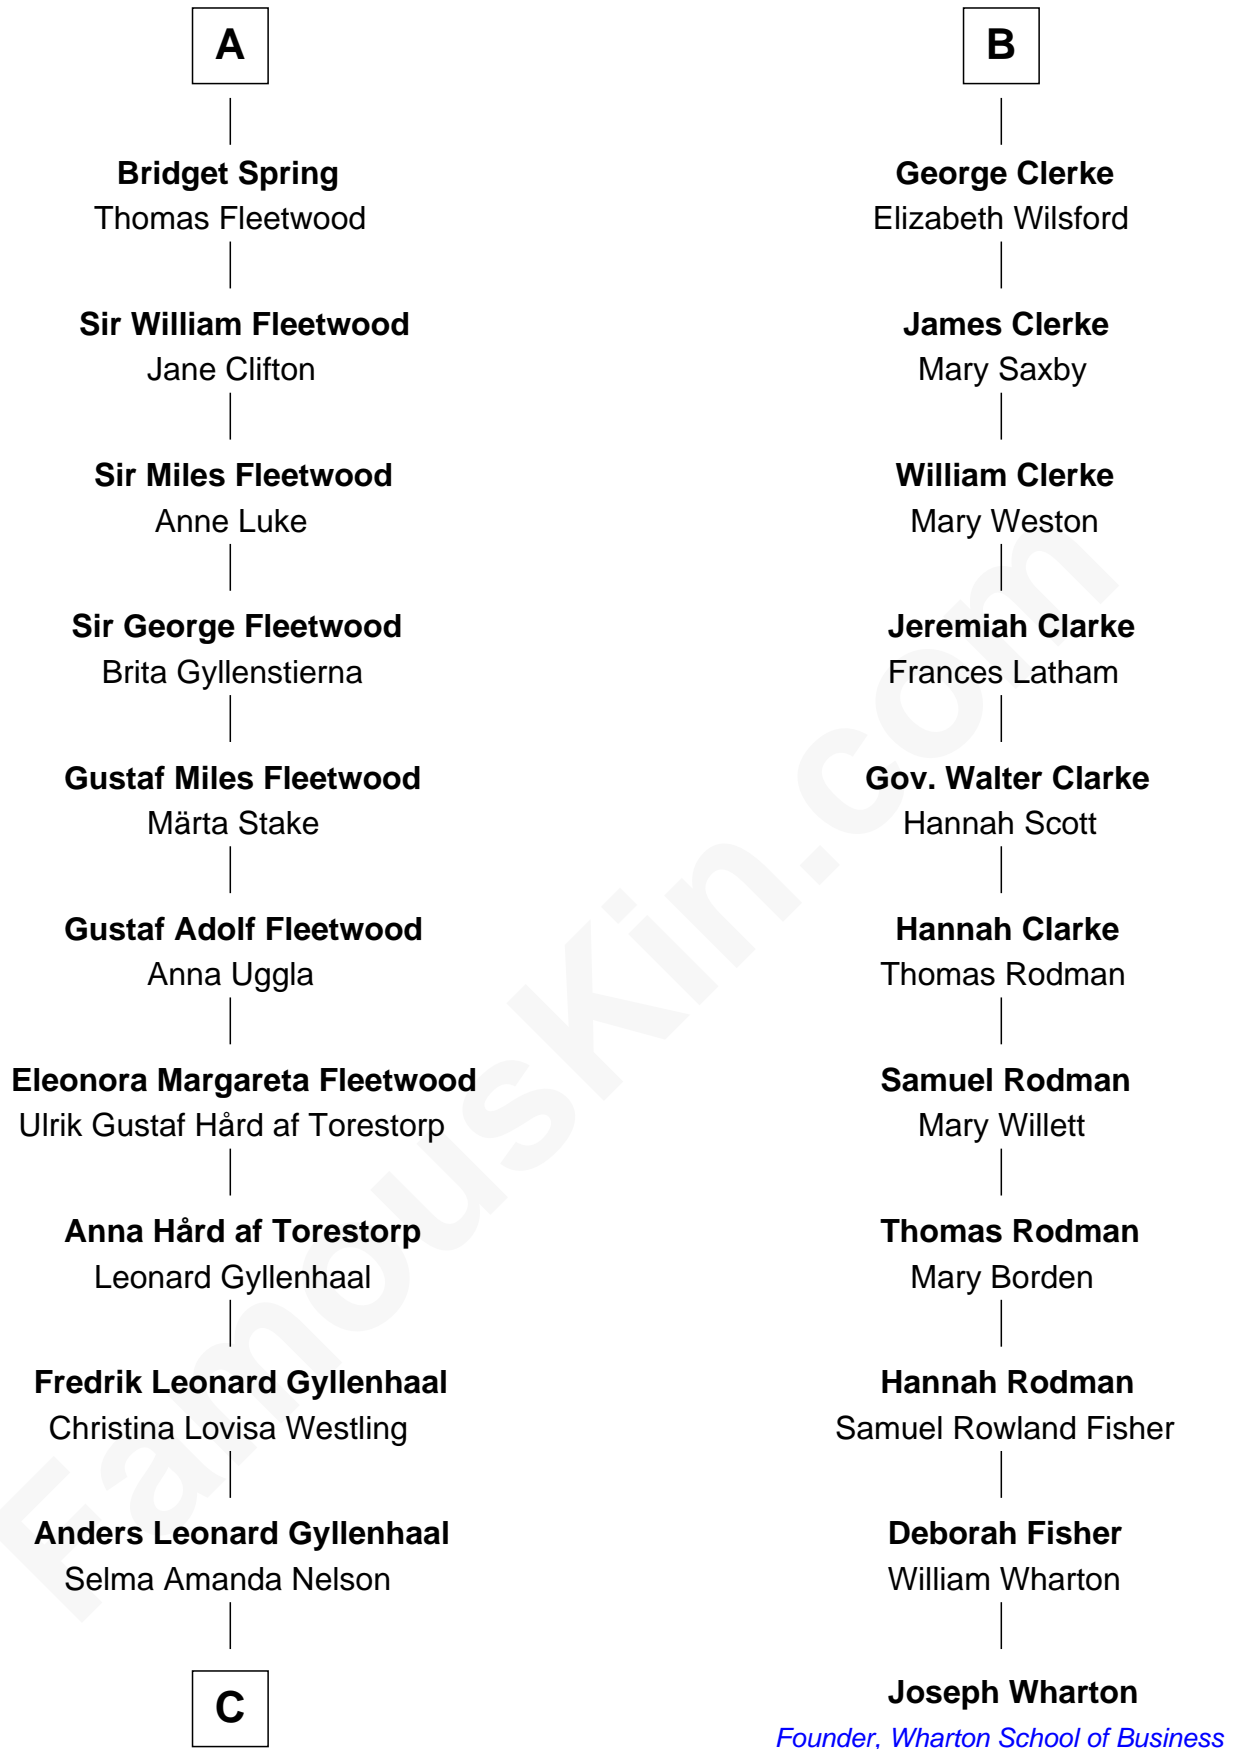 A
Bridget Spring
Thomas Fleetwood
Sir William Fleetwood
Jane Clifton
Sir Miles Fleetwood
Anne Luke
Sir George Fleetwood
Brita Gyllenstierna
Gustaf Miles Fleetwood
Märta Stake
Gustaf Adolf Fleetwood
Anna Uggla
Eleonora Margareta Fleetwood
Ulrik Gustaf Hård af Torestorp
Anna Hård af Torestorp
Leonard Gyllenhaal
Fredrik Leonard Gyllenhaal
Christina Lovisa Westling
Anders Leonard Gyllenhaal
Selma Amanda Nelson
C
B
George Clerke
Elizabeth Wilsford
James Clerke
Mary Saxby
William Clerke
Mary Weston
Jeremiah Clarke
Frances Latham
Gov. Walter Clarke
Hannah Scott
Hannah Clarke
Thomas Rodman
Samuel Rodman
Mary Willett
Thomas Rodman
Mary Borden
Hannah Rodman
Samuel Rowland Fisher
Deborah Fisher
William Wharton
Joseph Wharton
Founder, Wharton School of Business
FamousKin.com